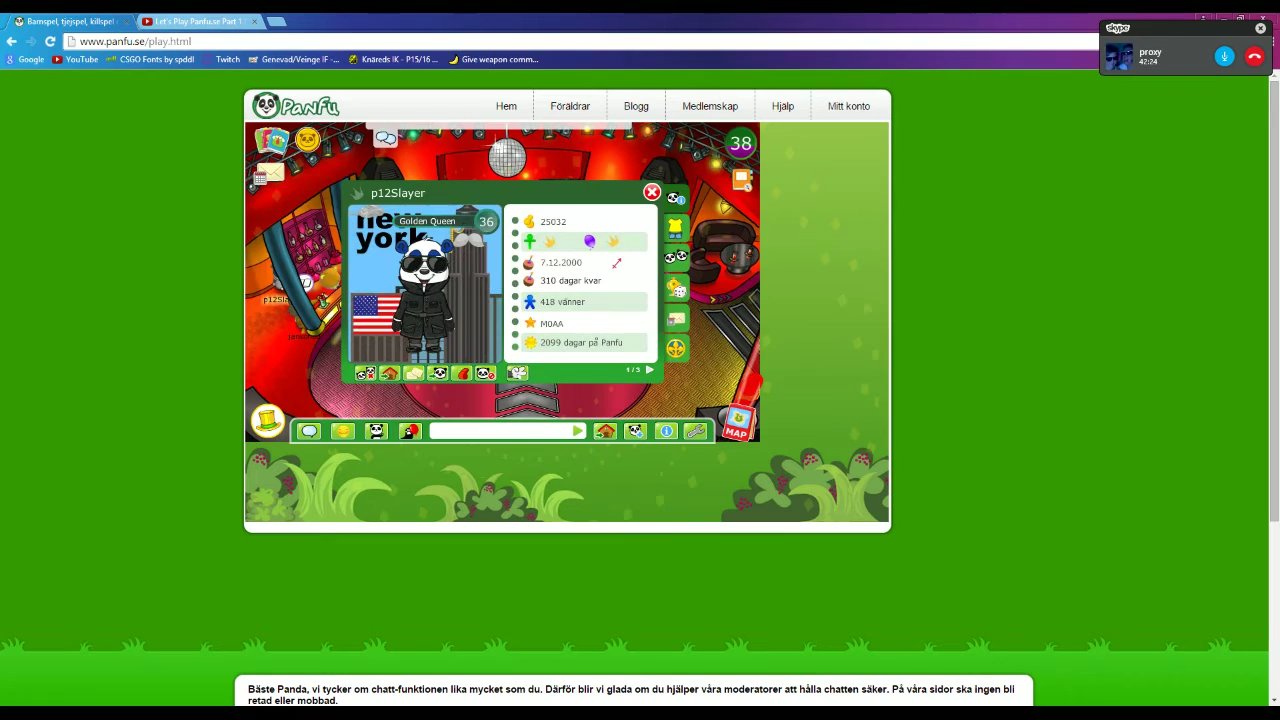 Barnspel, tjejspel, killspel
Let's Play Panfu.se Part 1
www.panfu.se/play.html
Google YouTube CSGO Fonts by spddl Twitch Genevad/Veinge IF -... Knäreds IK - P15/16 ... Give weapon comm...
skype
proxy
42:24
PANFU
Hem Föräldrar Blogg Medlemskap Hjälp Mitt konto
38
p12Slayer
new york
Golden Queen 36
25032
7.12.2000
310 dagar kvar
418 vänner
M0AA
2099 dagar på Panfu
1 / 3
MAP
Bäste Panda, vi tycker om chatt-funktionen lika mycket som du. Därför blir vi glada om du hjälper våra moderatorer att hålla chatten säker. På våra sidor ska ingen bli
retad eller mobbad.